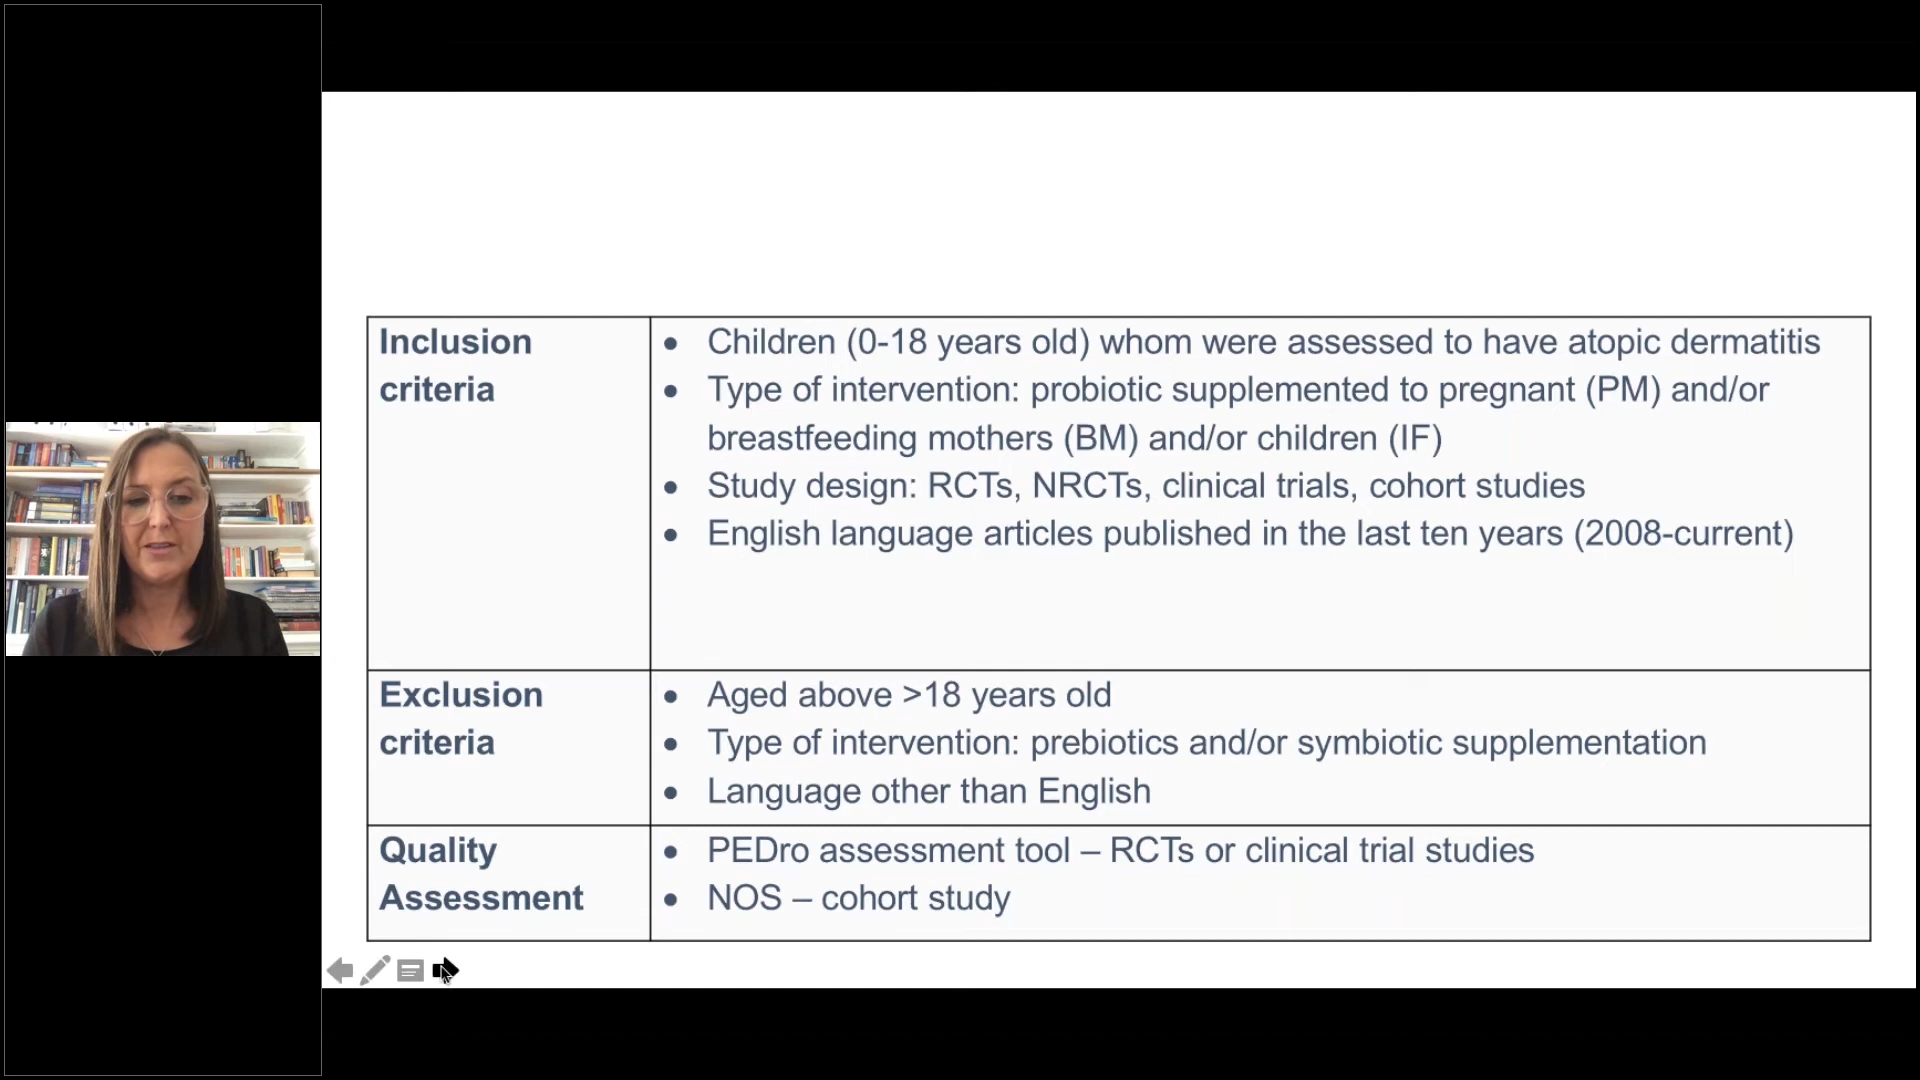 Inclusion
criteria
• Children (0-18 years old) whom were assessed to have atopic dermatitis
• Type of intervention: probiotic supplemented to pregnant (PM) and/or
breastfeeding mothers (BM) and/or children (IF)
• Study design: RCTs, NRCTs, clinical trials, cohort studies
• English language articles published in the last ten years (2008-current)
Exclusion
criteria
• Aged above >18 years old
• Type of intervention: prebiotics and/or symbiotic supplementation
• Language other than English
Quality
Assessment
• PEDro assessment tool – RCTs or clinical trial studies
• NOS – cohort study